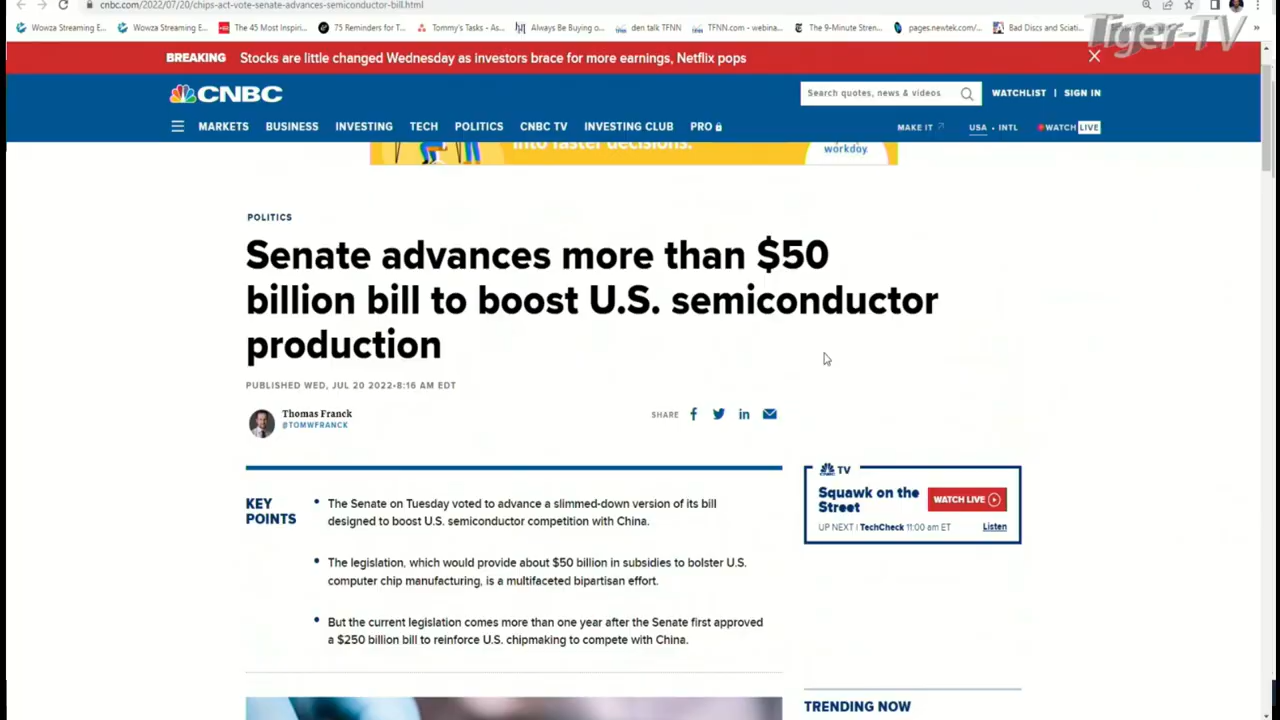 cnbc.com/2022/07/20/chips-act-vote-senate-advances-semiconductor-bill.html
Wowza Streaming E... Wowza Streaming E... The 45 Most Inspiri... 75 Reminders for T... Tommy's Tasks - As... Always Be Buying o... den talk TFNN TFNN.com - webina... The 9-Minute Stren... pages.newtek.com/... Bad Discs and Sciati... »
Tiger-TV
BREAKING Stocks are little changed Wednesday as investors brace for more earnings, Netflix pops
CNBC
Search quotes, news & videos
WATCHLIST | SIGN IN
MARKETS BUSINESS INVESTING TECH POLITICS CNBC TV INVESTING CLUB PRO
MAKE IT USA • INTL WATCH LIVE
into faster decisions.
workday.
POLITICS
Senate advances more than $50
billion bill to boost U.S. semiconductor
production
PUBLISHED WED, JUL 20 2022•8:16 AM EDT
Thomas Franck
@TOMWFRANCK
SHARE
KEY
POINTS
• The Senate on Tuesday voted to advance a slimmed-down version of its bill
designed to boost U.S. semiconductor competition with China.
• The legislation, which would provide about $50 billion in subsidies to bolster U.S.
computer chip manufacturing, is a multifaceted bipartisan effort.
• But the current legislation comes more than one year after the Senate first approved
a $250 billion bill to reinforce U.S. chipmaking to compete with China.
CNBC TV
Squawk on the
Street
WATCH LIVE
UP NEXT | TechCheck 11:00 am ET
Listen
TRENDING NOW